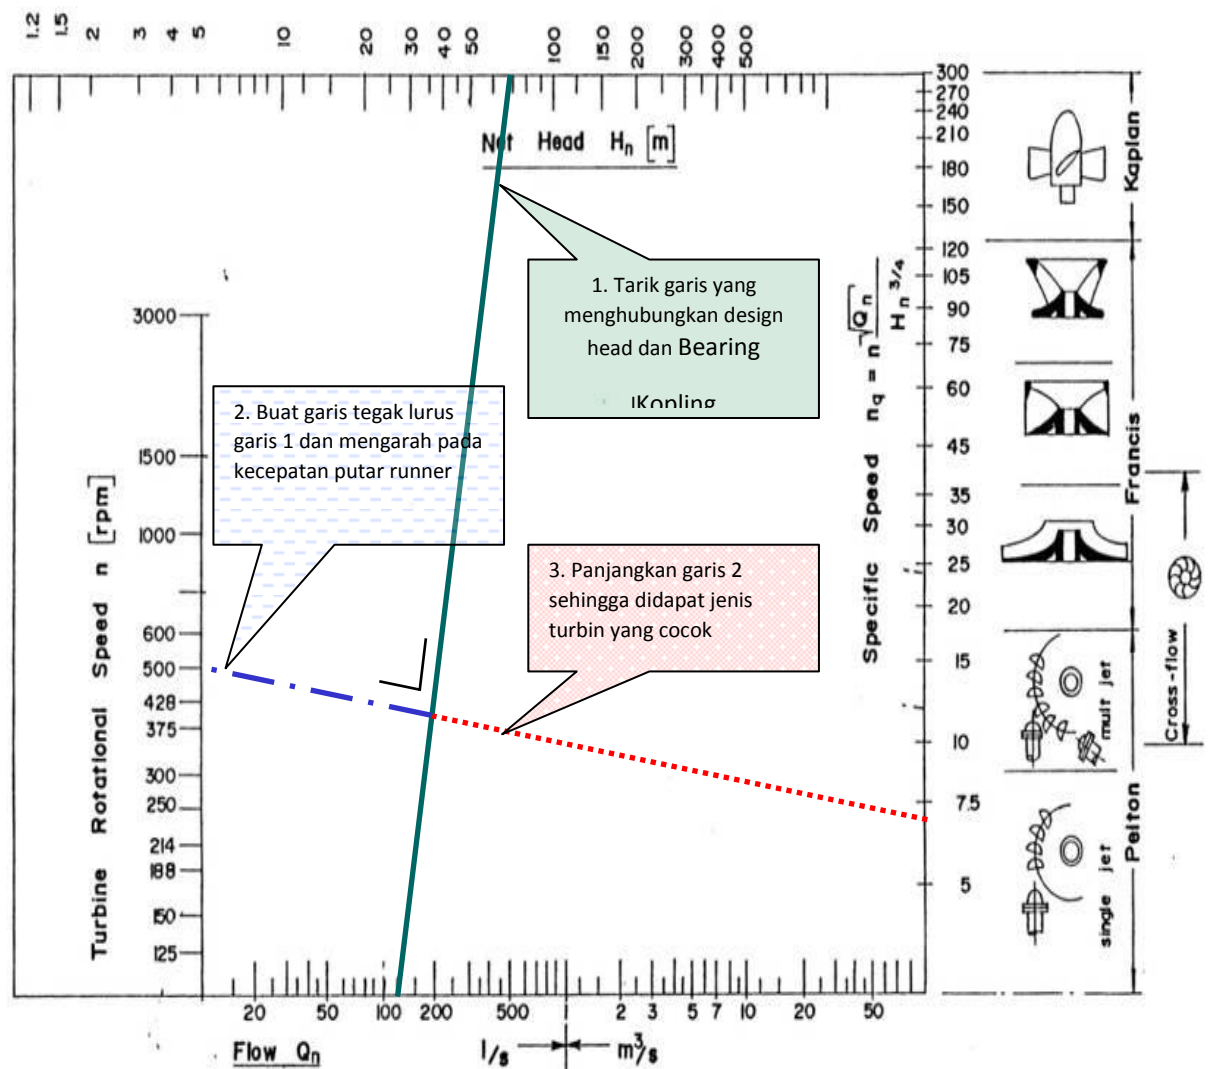 1.2 1.5 2 3 4 5 10 20 30 40 50 100 150 200 300 400 500
Net Head Hn [m]
1. Tarik garis yang
menghubungkan design
head dan Bearing
!Kopling
2. Buat garis tegak lurus
garis 1 dan mengarah pada
kecepatan putar runner
3. Panjangkan garis 2
sehingga didapat jenis
turbin yang cocok
Turbine Rotational Speed n [rpm]
3000
1500
1000
600
500
428
375
300
250
214
188
150
125
Specific Speed nq = n √Qn / Hn 3/4
300
270
240
210
180
150
120
105
90
75
60
45
35
30
25
20
15
10
7.5
5
Kaplan
Francis
Pelton
Cross-flow
mult jet
single jet
20 50 100 200 500 1 2 3 5 7 10 20 50
Flow Qn
l/s m³/s